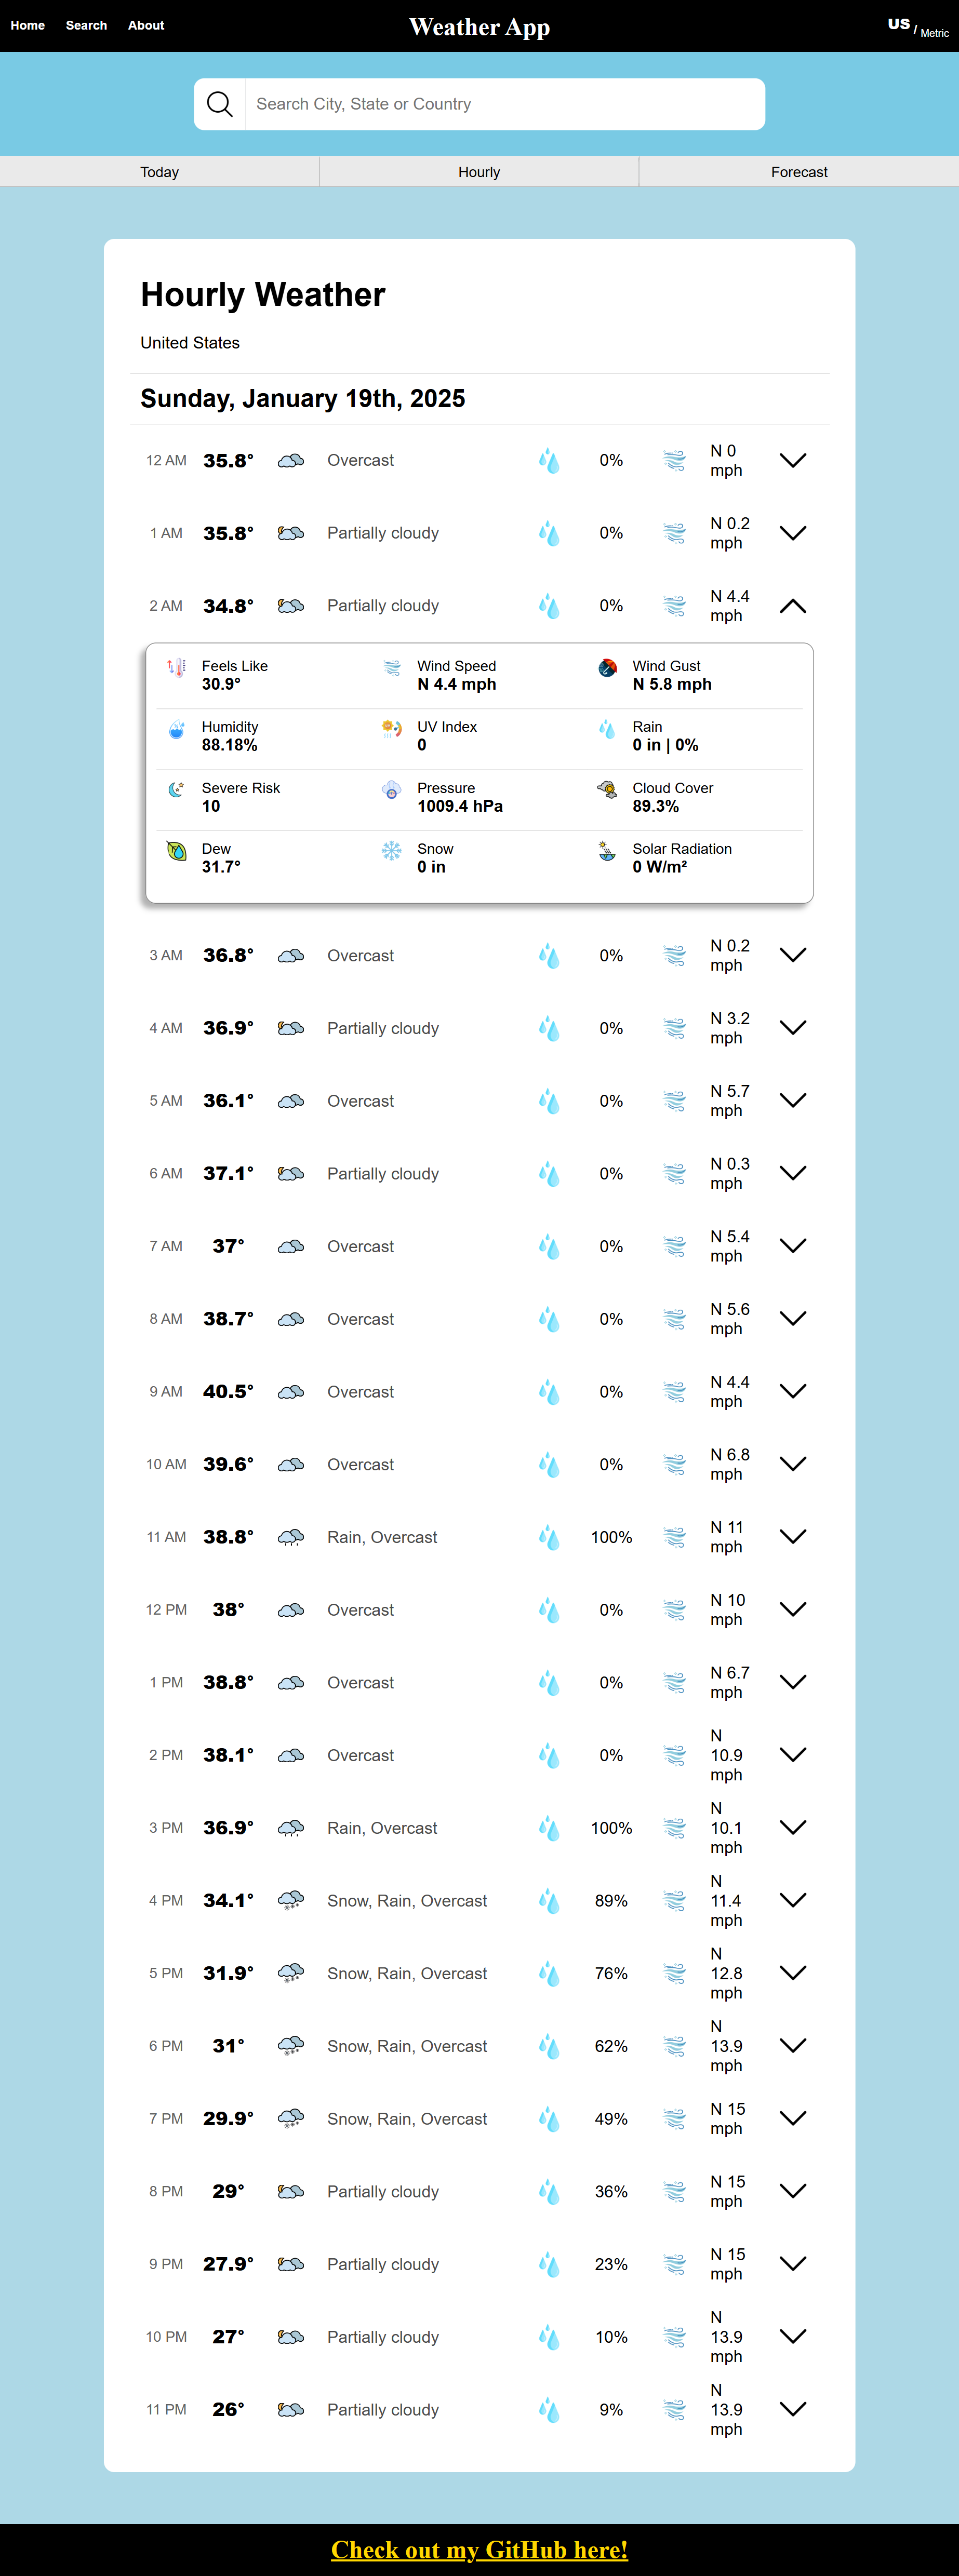 Home Search About Weather App US / Metric
Search City, State or Country
Today Hourly Forecast
Hourly Weather
United States
Sunday, January 19th, 2025
12 AM 35.8° Overcast 0% N 0 mph
1 AM 35.8° Partially cloudy 0% N 0.2 mph
2 AM 34.8° Partially cloudy 0% N 4.4 mph
Feels Like Wind Speed Wind Gust
30.9° N 4.4 mph N 5.8 mph
Humidity UV Index Rain
88.18% 0 0 in | 0%
Severe Risk Pressure Cloud Cover
10 1009.4 hPa 89.3%
Dew Snow Solar Radiation
31.7° 0 in 0 W/m²
3 AM 36.8° Overcast 0% N 0.2 mph
4 AM 36.9° Partially cloudy 0% N 3.2 mph
5 AM 36.1° Overcast 0% N 5.7 mph
6 AM 37.1° Partially cloudy 0% N 0.3 mph
7 AM 37° Overcast 0% N 5.4 mph
8 AM 38.7° Overcast 0% N 5.6 mph
9 AM 40.5° Overcast 0% N 4.4 mph
10 AM 39.6° Overcast 0% N 6.8 mph
11 AM 38.8° Rain, Overcast 100% N 11 mph
12 PM 38° Overcast 0% N 10 mph
1 PM 38.8° Overcast 0% N 6.7 mph
2 PM 38.1° Overcast 0% N 10.9 mph
3 PM 36.9° Rain, Overcast 100% N 10.1 mph
4 PM 34.1° Snow, Rain, Overcast 89% N 11.4 mph
5 PM 31.9° Snow, Rain, Overcast 76% N 12.8 mph
6 PM 31° Snow, Rain, Overcast 62% N 13.9 mph
7 PM 29.9° Snow, Rain, Overcast 49% N 15 mph
8 PM 29° Partially cloudy 36% N 15 mph
9 PM 27.9° Partially cloudy 23% N 15 mph
10 PM 27° Partially cloudy 10% N 13.9 mph
11 PM 26° Partially cloudy 9% N 13.9 mph
Check out my GitHub here!